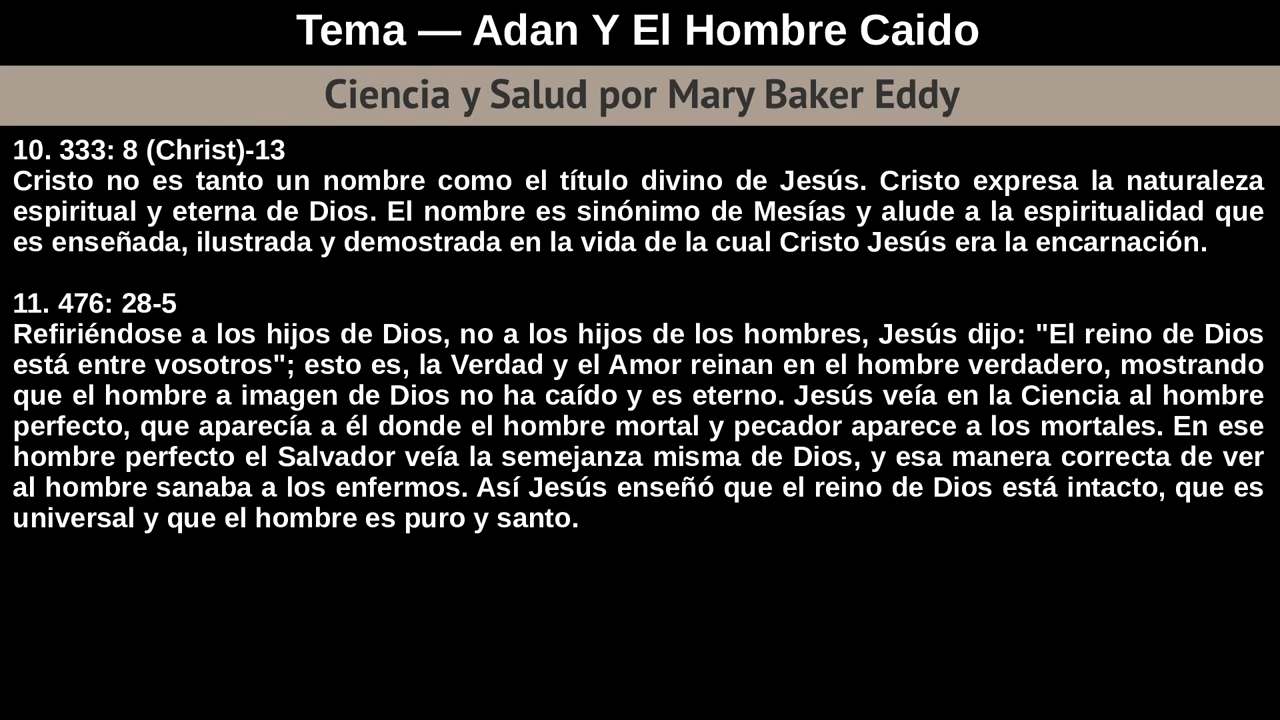 Tema — Adan Y El Hombre Caido
Ciencia y Salud por Mary Baker Eddy
10. 333: 8 (Christ)-13
Cristo no es tanto un nombre como el título divino de Jesús. Cristo expresa la naturaleza
espiritual y eterna de Dios. El nombre es sinónimo de Mesías y alude a la espiritualidad que
es enseñada, ilustrada y demostrada en la vida de la cual Cristo Jesús era la encarnación.
11. 476: 28-5
Refiriéndose a los hijos de Dios, no a los hijos de los hombres, Jesús dijo: "El reino de Dios
está entre vosotros"; esto es, la Verdad y el Amor reinan en el hombre verdadero, mostrando
que el hombre a imagen de Dios no ha caído y es eterno. Jesús veía en la Ciencia al hombre
perfecto, que aparecía a él donde el hombre mortal y pecador aparece a los mortales. En ese
hombre perfecto el Salvador veía la semejanza misma de Dios, y esa manera correcta de ver
al hombre sanaba a los enfermos. Así Jesús enseñó que el reino de Dios está intacto, que es
universal y que el hombre es puro y santo.